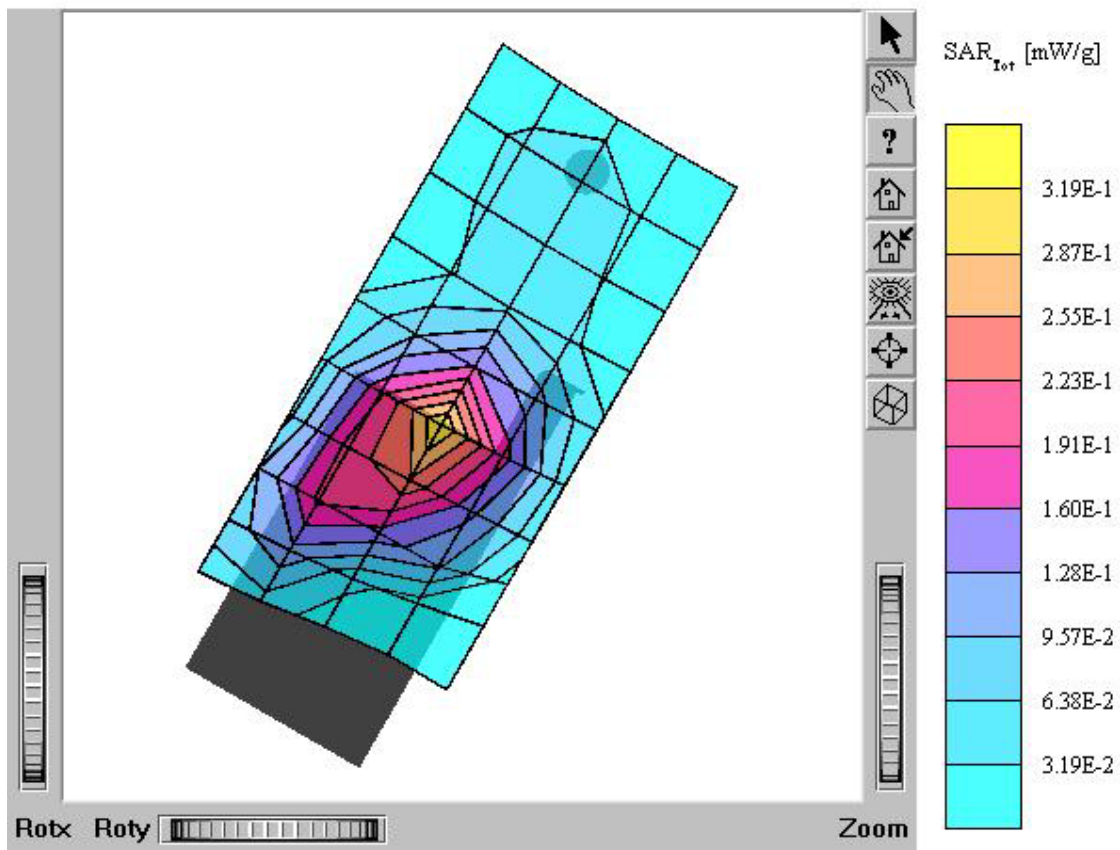 SARTot [mW/g]
3.19E-1
2.87E-1
2.55E-1
2.23E-1
1.91E-1
1.60E-1
1.28E-1
9.57E-2
6.38E-2
3.19E-2
?
Rotx Roty Zoom